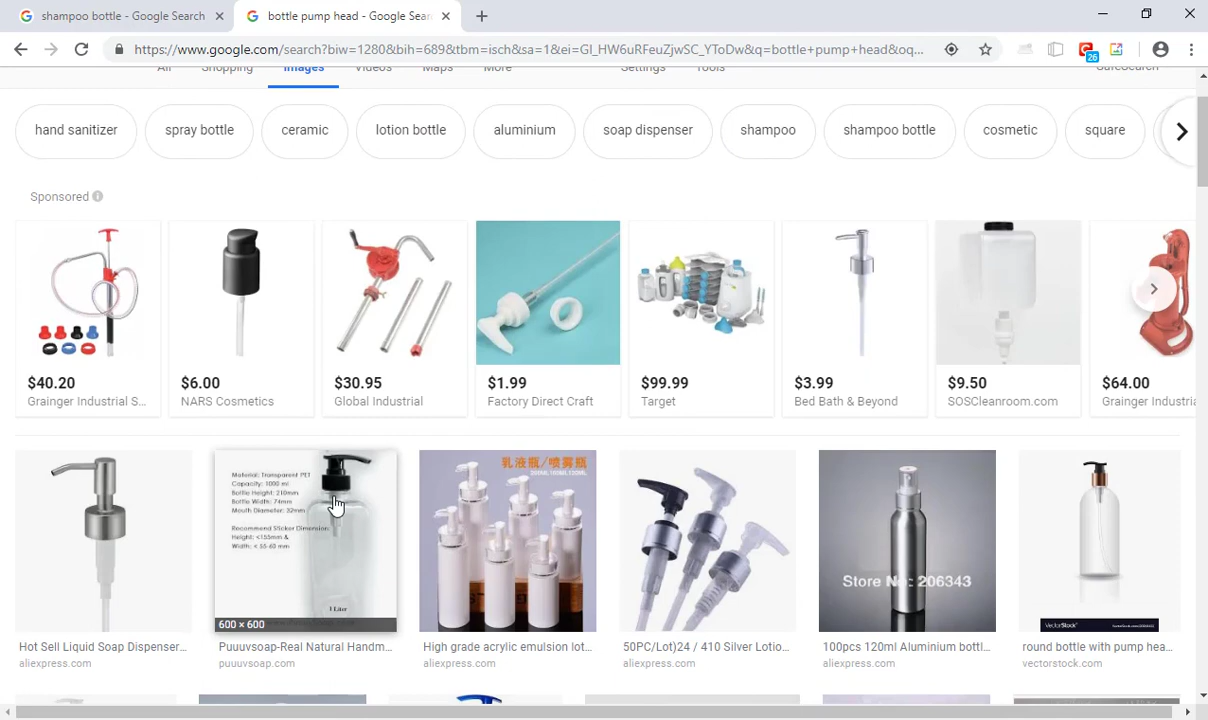 shampoo bottle - Google Search
bottle pump head - Google Sear
https://www.google.com/search?biw=1280&bih=689&tbm=isch&sa=1&ei=GI_HW6uRFeuZjwSC_YToDw&q=bottle+pump+head&oq...
26
All Shopping Images Videos Maps More Settings Tools SafeSearch
hand sanitizer
spray bottle
ceramic
lotion bottle
aluminium
soap dispenser
shampoo
shampoo bottle
cosmetic
square
Sponsored
$40.20
Grainger Industrial S...
$6.00
NARS Cosmetics
$30.95
Global Industrial
$1.99
Factory Direct Craft
$99.99
Target
$3.99
Bed Bath & Beyond
$9.50
SOSCleanroom.com
$64.00
Grainger Industria
Material: Transparent PET
Capacity: 1000 ml
Bottle Height: 210mm
Bottle Width: 74mm
Mouth Diameter: 32mm
Recommend Sticker Dimension:
Height: <155mm &
Width: < 55-60 mm
1 Liter
600 × 600
乳液瓶/喷雾瓶
Store No: 206343
VectorStock
Hot Sell Liquid Soap Dispenser...
aliexpress.com
Puuuvsoap-Real Natural Handm...
puuuvsoap.com
High grade acrylic emulsion lot...
aliexpress.com
50PC/Lot)24 / 410 Silver Lotio...
aliexpress.com
100pcs 120ml Aluminium bottl...
aliexpress.com
round bottle with pump hea...
vectorstock.com